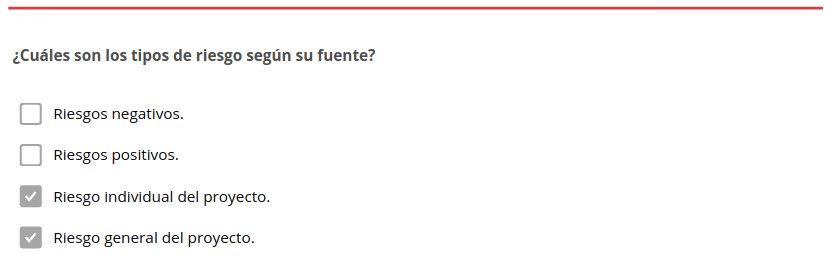 ¿Cuáles son los tipos de riesgo según su fuente?
Riesgos negativos.
Riesgos positivos.
Riesgo individual del proyecto.
Riesgo general del proyecto.